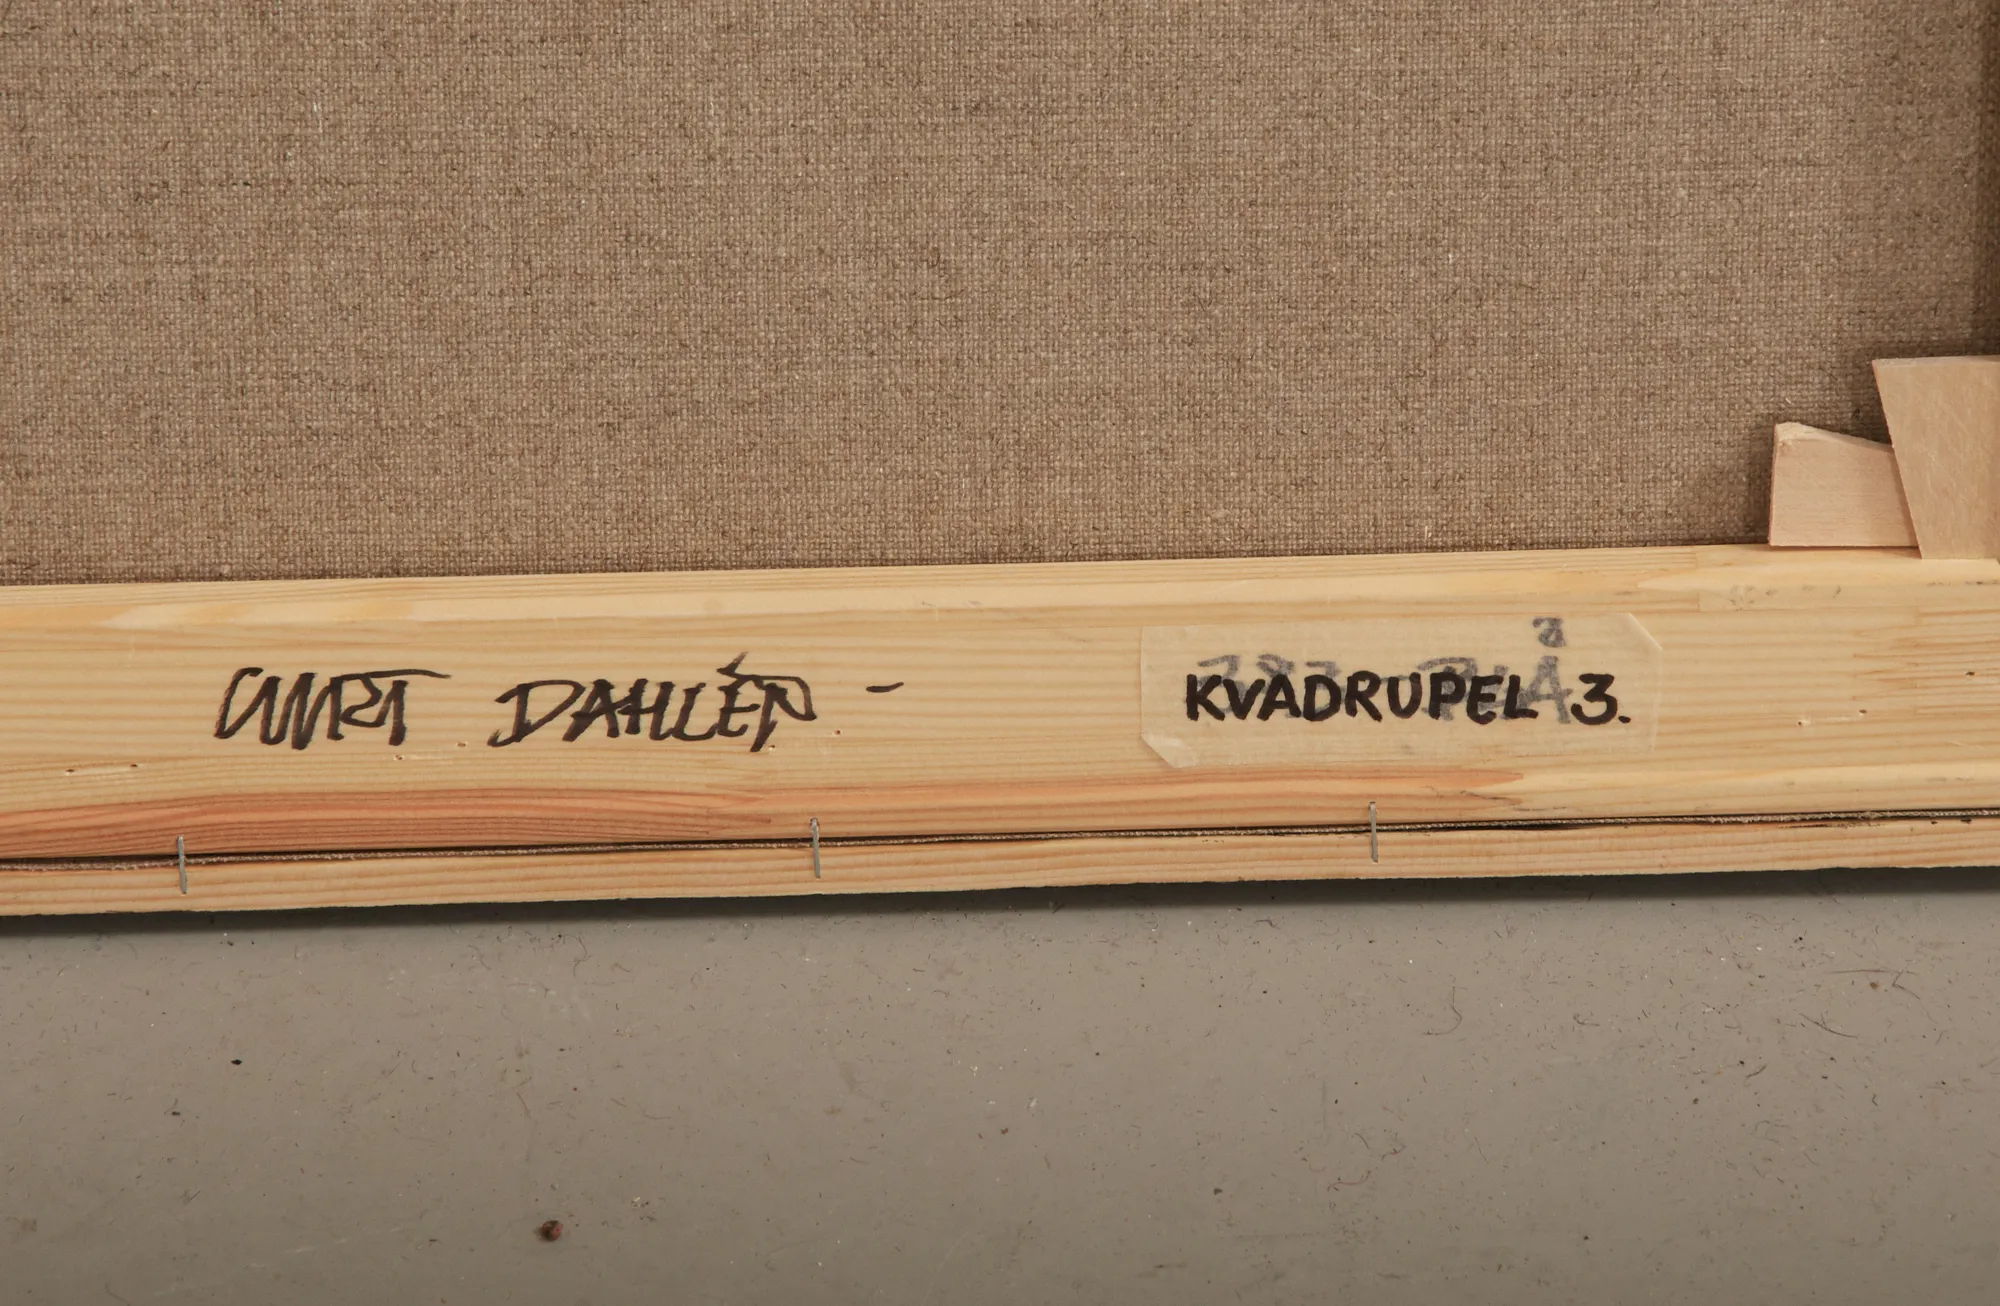 CURT DAHLÉN – KVADRUPEL 3.